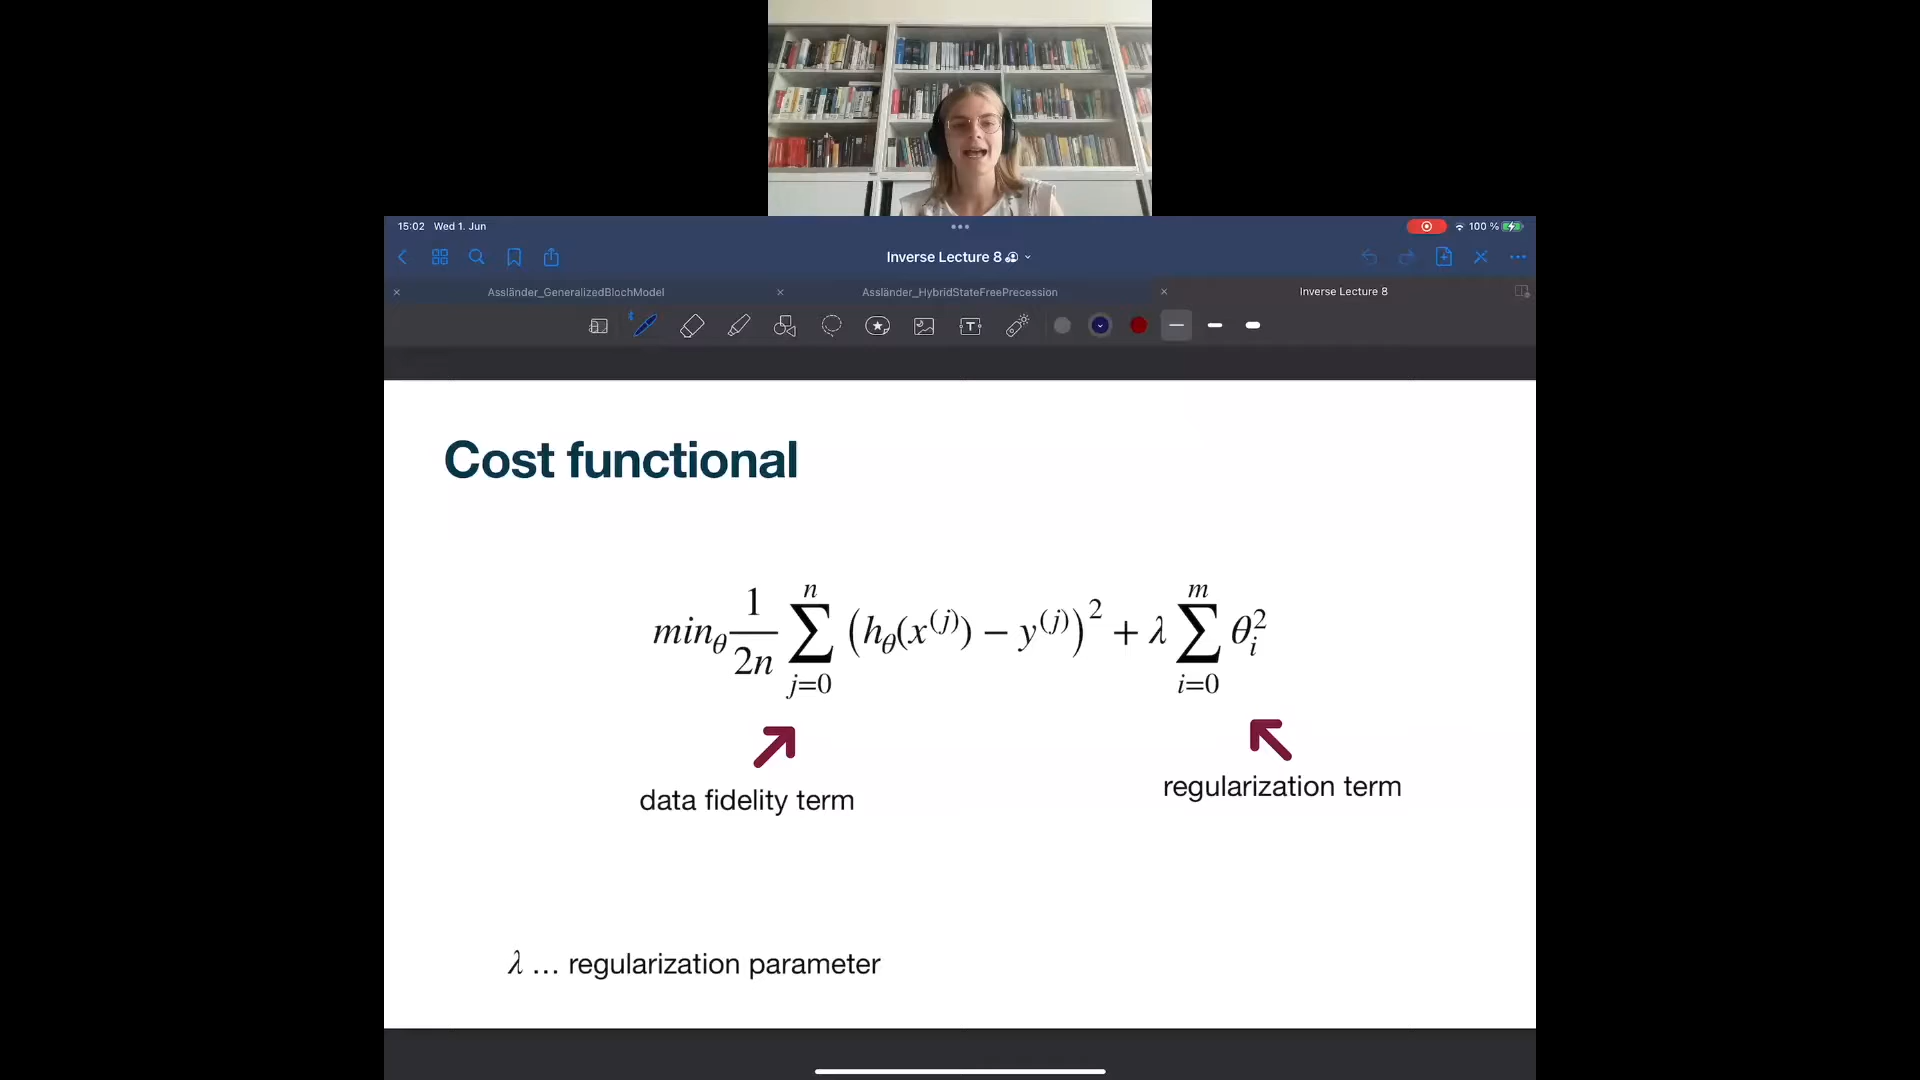 15:02 Wed 1. Jun
100 %
Inverse Lecture 8
Assländer_GeneralizedBlochModel
Assländer_HybridStateFreePrecession
Inverse Lecture 8
T
Cost functional
min_θ 1/2n ∑_{j=0}^{n} (h_θ(x^{(j)}) − y^{(j)})^2 + λ ∑_{i=0}^{m} θ_i^2
data fidelity term
regularization term
λ ... regularization parameter